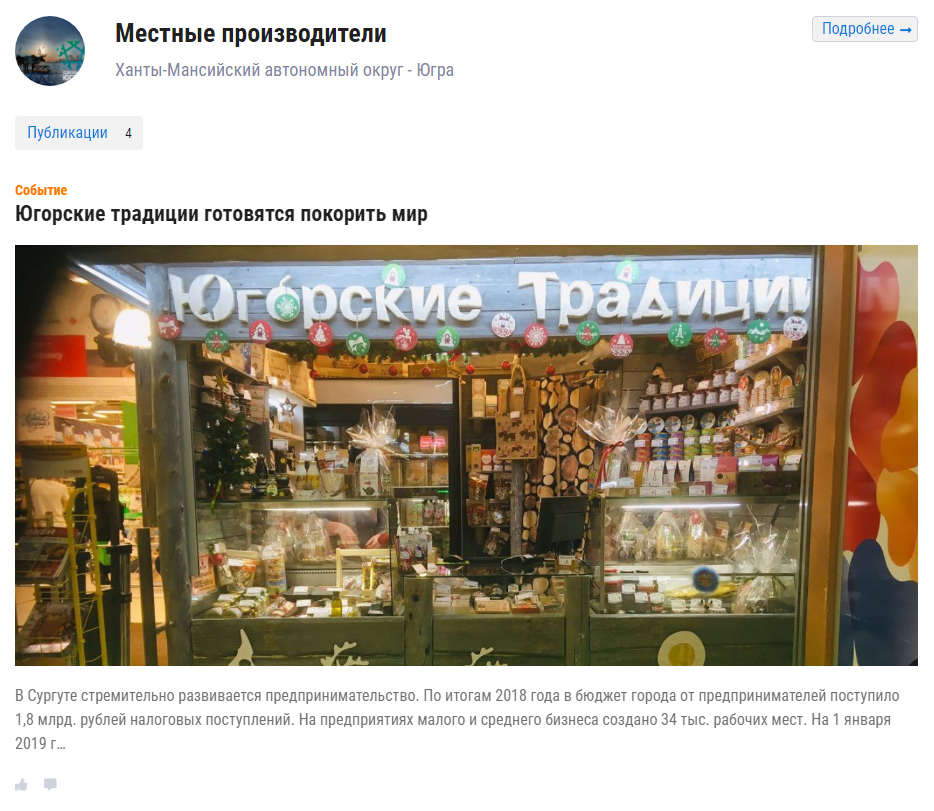 Местные производители
Подробнее →
Ханты-Мансийский автономный округ - Югра
Публикации 4
Событие
Югорские традиции готовятся покорить мир
Югорские Традиции
В Сургуте стремительно развивается предпринимательство. По итогам 2018 года в бюджет города от предпринимателей поступило
1,8 млрд. рублей налоговых поступлений. На предприятиях малого и среднего бизнеса создано 34 тыс. рабочих мест. На 1 января
2019 г…